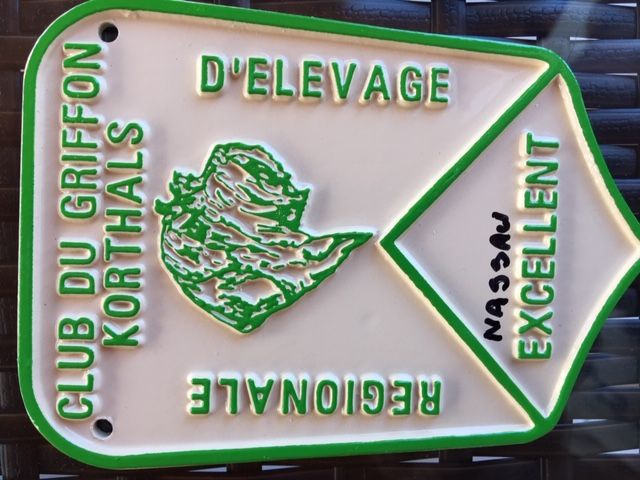 CLUB DU GRIFFON
KORTHALS
REGIONALE
D'ELEVAGE
EXCELLENT
NASSAU